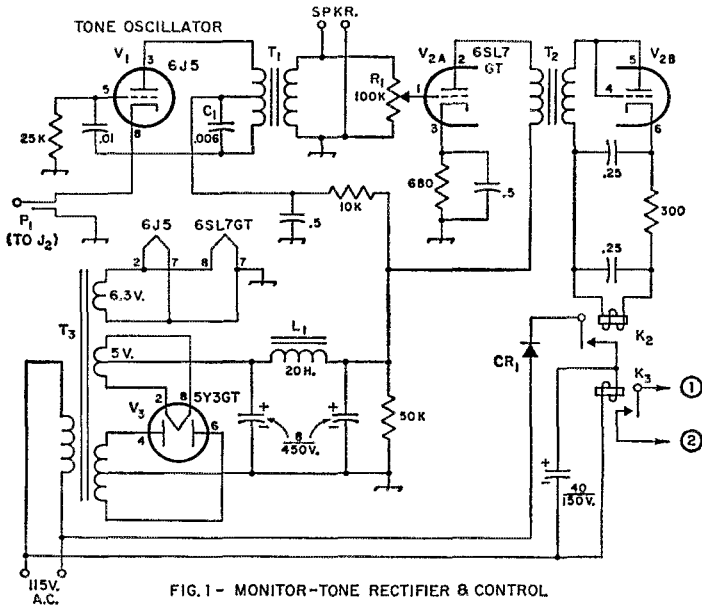 SPKR.
TONE OSCILLATOR
V1
3
6J5
T1
V2A
2
6SL7
GT
T2
5
V2B
5
8
25K
.01
C1
.006
R1
100K
1
3
4
6
680
.5
.25
300
.25
P1
(TO J2)
10K
.5
6J5
6SL7GT
2
7
8
7
6.3V.
T3
5V.
L1
20H.
2
8
5Y3GT
V3
4
6
+
-
8
450V.
+
-
50K
CR1
K2
K3
1
2
+
-
40
150V.
115V.
A.C.
FIG. 1 - MONITOR-TONE RECTIFIER & CONTROL